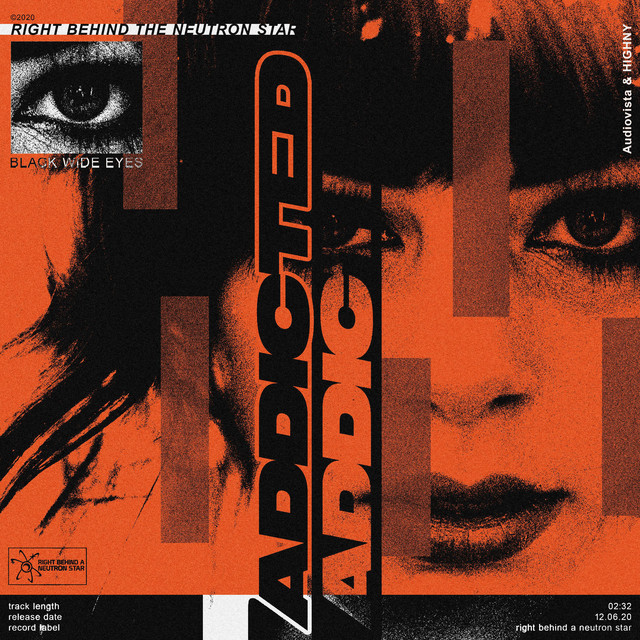 ©2020
RIGHT BEHIND THE NEUTRON STAR
BLACK WIDE EYES
Audiovista & HIGHNY
ADDICTED
ADDICT
RIGHT BEHIND A
NEUTRON STAR
track length 02:32
release date 12.06.20
record label right behind a neutron star